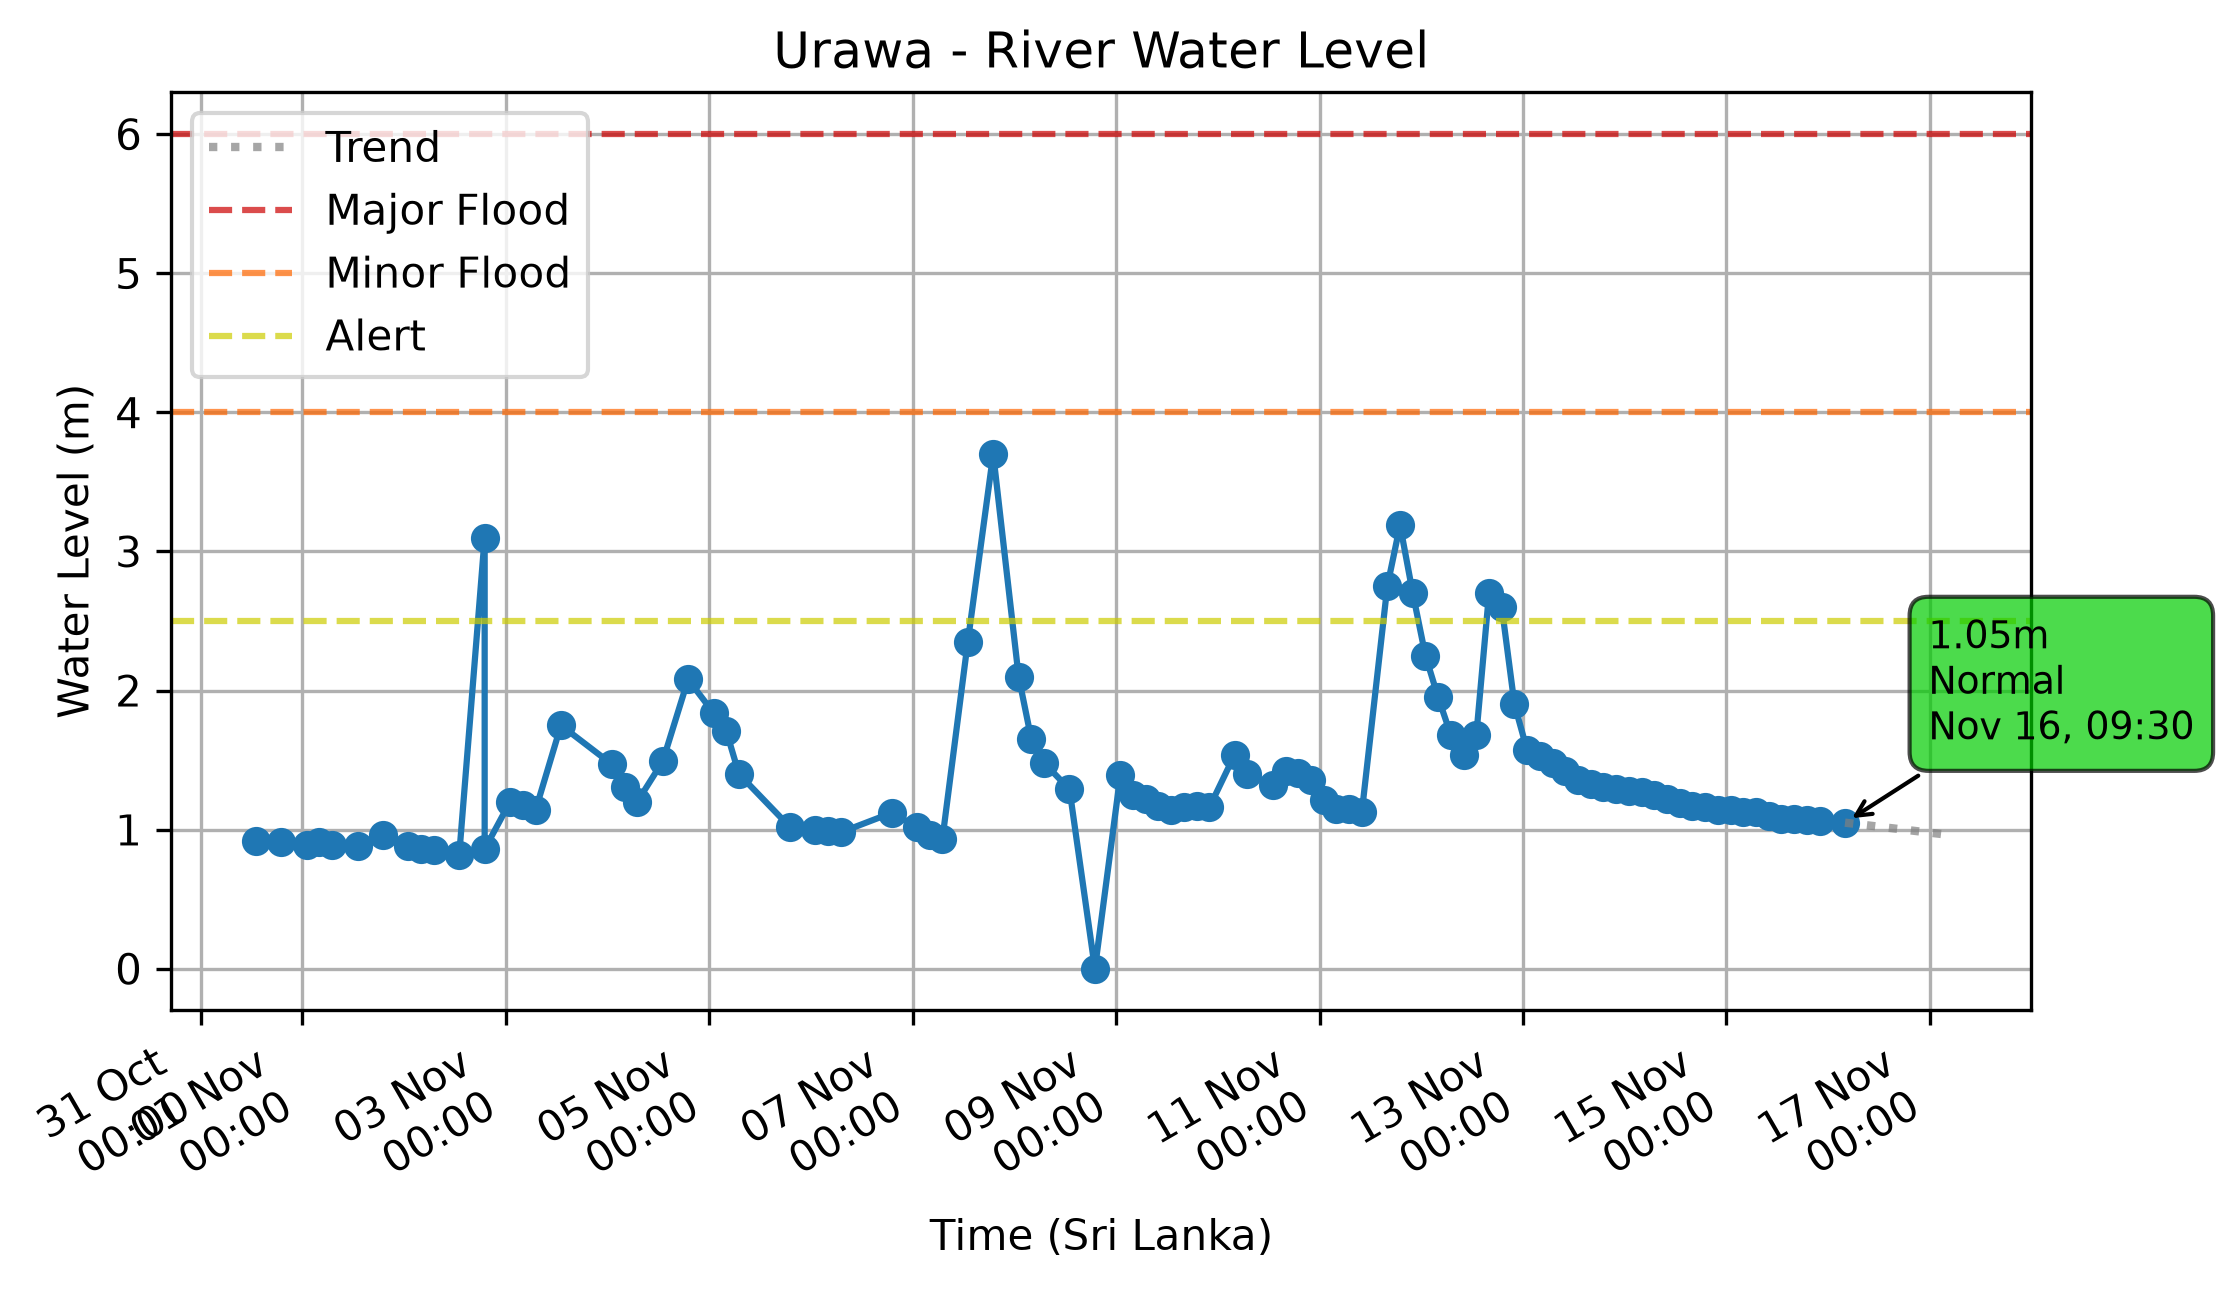 Urawa - River Water Level
Trend
Major Flood
Minor Flood
Alert
6
5
4
3
2
1
0
Water Level (m)
1.05m
Normal
Nov 16, 09:30
31 Oct
00:00
01 Nov
00:00
03 Nov
00:00
05 Nov
00:00
07 Nov
00:00
09 Nov
00:00
11 Nov
00:00
13 Nov
00:00
15 Nov
00:00
17 Nov
00:00
Time (Sri Lanka)